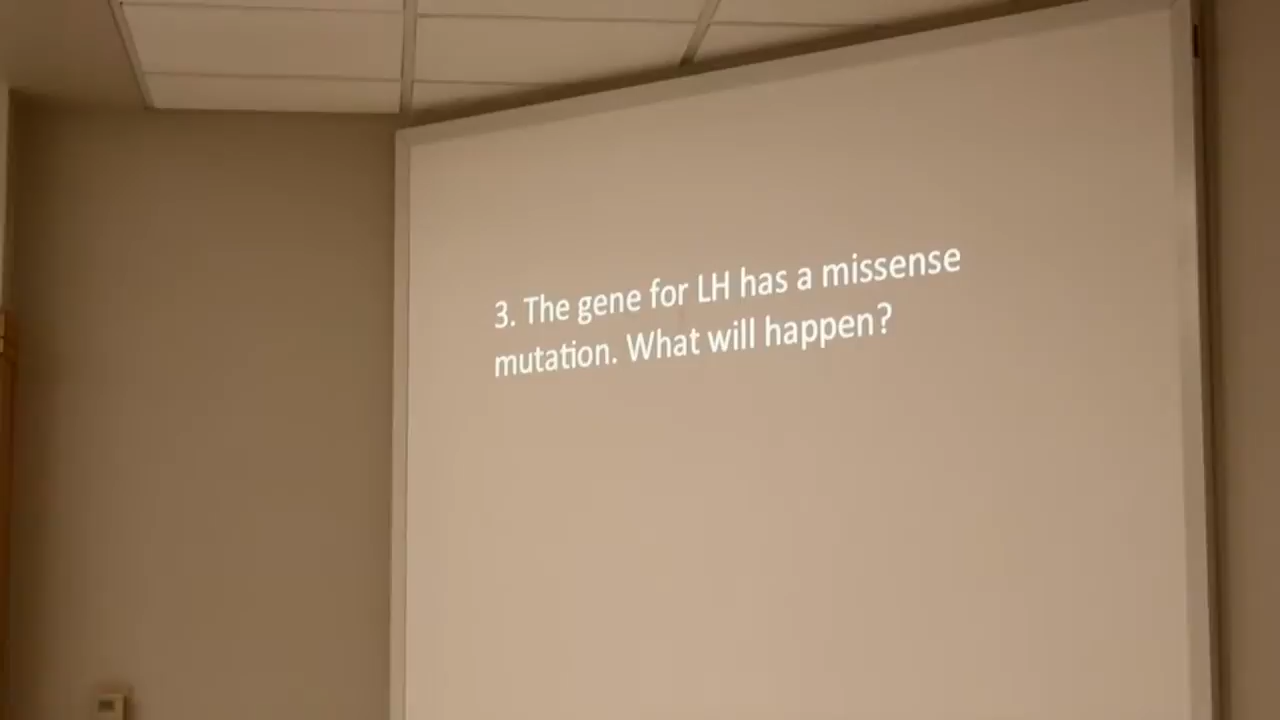 3. The gene for LH has a missense
mutation. What will happen?